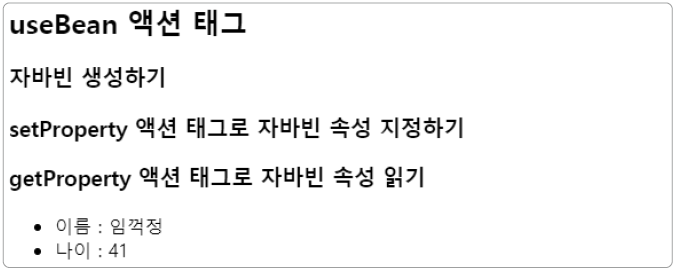 useBean 액션 태그
자바빈 생성하기
setProperty 액션 태그로 자바빈 속성 지정하기
getProperty 액션 태그로 자바빈 속성 읽기
• 이름 : 임꺽정
• 나이 : 41